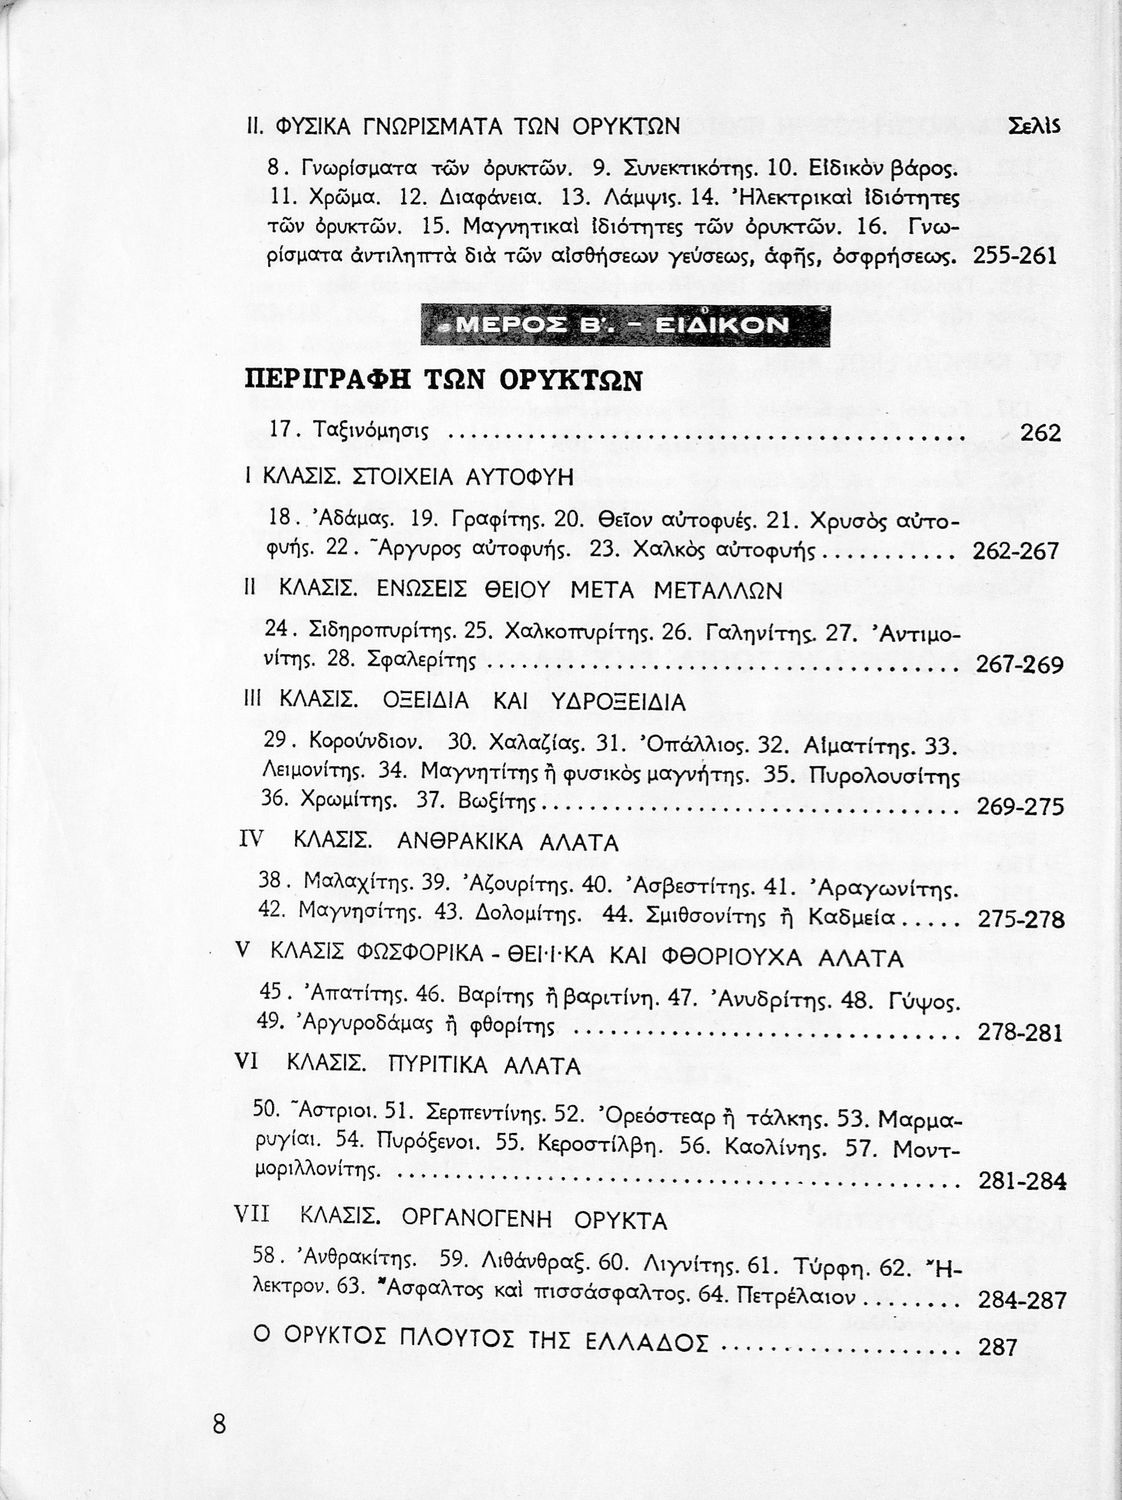 II. ΦΥΣΙΚΑ ΓΝΩΡΙΣΜΑΤΑ ΤΩΝ ΟΡΥΚΤΩΝ Σελὶς
8. Γνωρίσματα τῶν ὀρυκτῶν. 9. Συνεκτικότης. 10. Εἰδικὸν βάρος.
11. Χρῶμα. 12. Διαφάνεια. 13. Λάμψις. 14. Ἠλεκτρικαὶ ἰδιότητες
τῶν ὀρυκτῶν. 15. Μαγνητικαὶ ἰδιότητες τῶν ὀρυκτῶν. 16. Γνω-
ρίσματα ἀντιληπτὰ διὰ τῶν αἰσθήσεων γεύσεως, ἁφῆς, ὀσφρήσεως. 255-261
ΜΕΡΟΣ Β΄. - ΕΙΔΙΚΟΝ
ΠΕΡΙΓΡΑΦΗ ΤΩΝ ΟΡΥΚΤΩΝ
17. Ταξινόμησις ........................................... 262
I ΚΛΑΣΙΣ. ΣΤΟΙΧΕΙΑ ΑΥΤΟΦΥΗ
18. Ἀδάμας. 19. Γραφίτης. 20. Θεῖον αὐτοφυές. 21. Χρυσὸς αὐτο-
φυής. 22. Ἄργυρος αὐτοφυής. 23. Χαλκὸς αὐτοφυής ........... 262-267
II ΚΛΑΣΙΣ. ΕΝΩΣΕΙΣ ΘΕΙΟΥ ΜΕΤΑ ΜΕΤΑΛΛΩΝ
24. Σιδηροπυρίτης. 25. Χαλκοπυρίτης. 26. Γαληνίτης. 27. Ἀντιμο-
νίτης. 28. Σφαλερίτης ....................................... 267-269
III ΚΛΑΣΙΣ. ΟΞΕΙΔΙΑ ΚΑΙ ΥΔΡΟΞΕΙΔΙΑ
29. Κορούνδιον. 30. Χαλαζίας. 31. Ὀπάλλιος. 32. Αἱματίτης. 33.
Λειμονίτης. 34. Μαγνητίτης ἢ φυσικὸς μαγνήτης. 35. Πυρολουσίτης
36. Χρωμίτης. 37. Βωξίτης .................................. 269-275
IV ΚΛΑΣΙΣ. ΑΝΘΡΑΚΙΚΑ ΑΛΑΤΑ
38. Μαλαχίτης. 39. Ἀζουρίτης. 40. Ἀσβεστίτης. 41. Ἀραγωνίτης.
42. Μαγνησίτης. 43. Δολομίτης. 44. Σμιθσονίτης ἢ Καδμεία ..... 275-278
V ΚΛΑΣΙΣ ΦΩΣΦΟΡΙΚΑ - ΘΕΙ·Ι·ΚΑ ΚΑΙ ΦΘΟΡΙΟΥΧΑ ΑΛΑΤΑ
45. Ἀπατίτης. 46. Βαρίτης ἢ βαριτίνη. 47. Ἀνυδρίτης. 48. Γύψος.
49. Ἀργυροδάμας ἢ φθορίτης ................................ 278-281
VI ΚΛΑΣΙΣ. ΠΥΡΙΤΙΚΑ ΑΛΑΤΑ
50. Ἄστριοι. 51. Σερπεντίνης. 52. Ὀρεόστεαρ ἢ τάλκης. 53. Μαρμα-
ρυγίαι. 54. Πυρόξενοι. 55. Κεροστίλβη. 56. Καολίνης. 57. Μοντ-
μοριλλονίτης. ............................................... 281-284
VII ΚΛΑΣΙΣ. ΟΡΓΑΝΟΓΕΝΗ ΟΡΥΚΤΑ
58. Ἀνθρακίτης. 59. Λιθάνθραξ. 60. Λιγνίτης. 61. Τύρφη. 62. Ἤ-
λεκτρον. 63. Ἄσφαλτος καὶ πισσάσφαλτος. 64. Πετρέλαιον ........ 284-287
Ο ΟΡΥΚΤΟΣ ΠΛΟΥΤΟΣ ΤΗΣ ΕΛΛΑΔΟΣ .................... 287
8